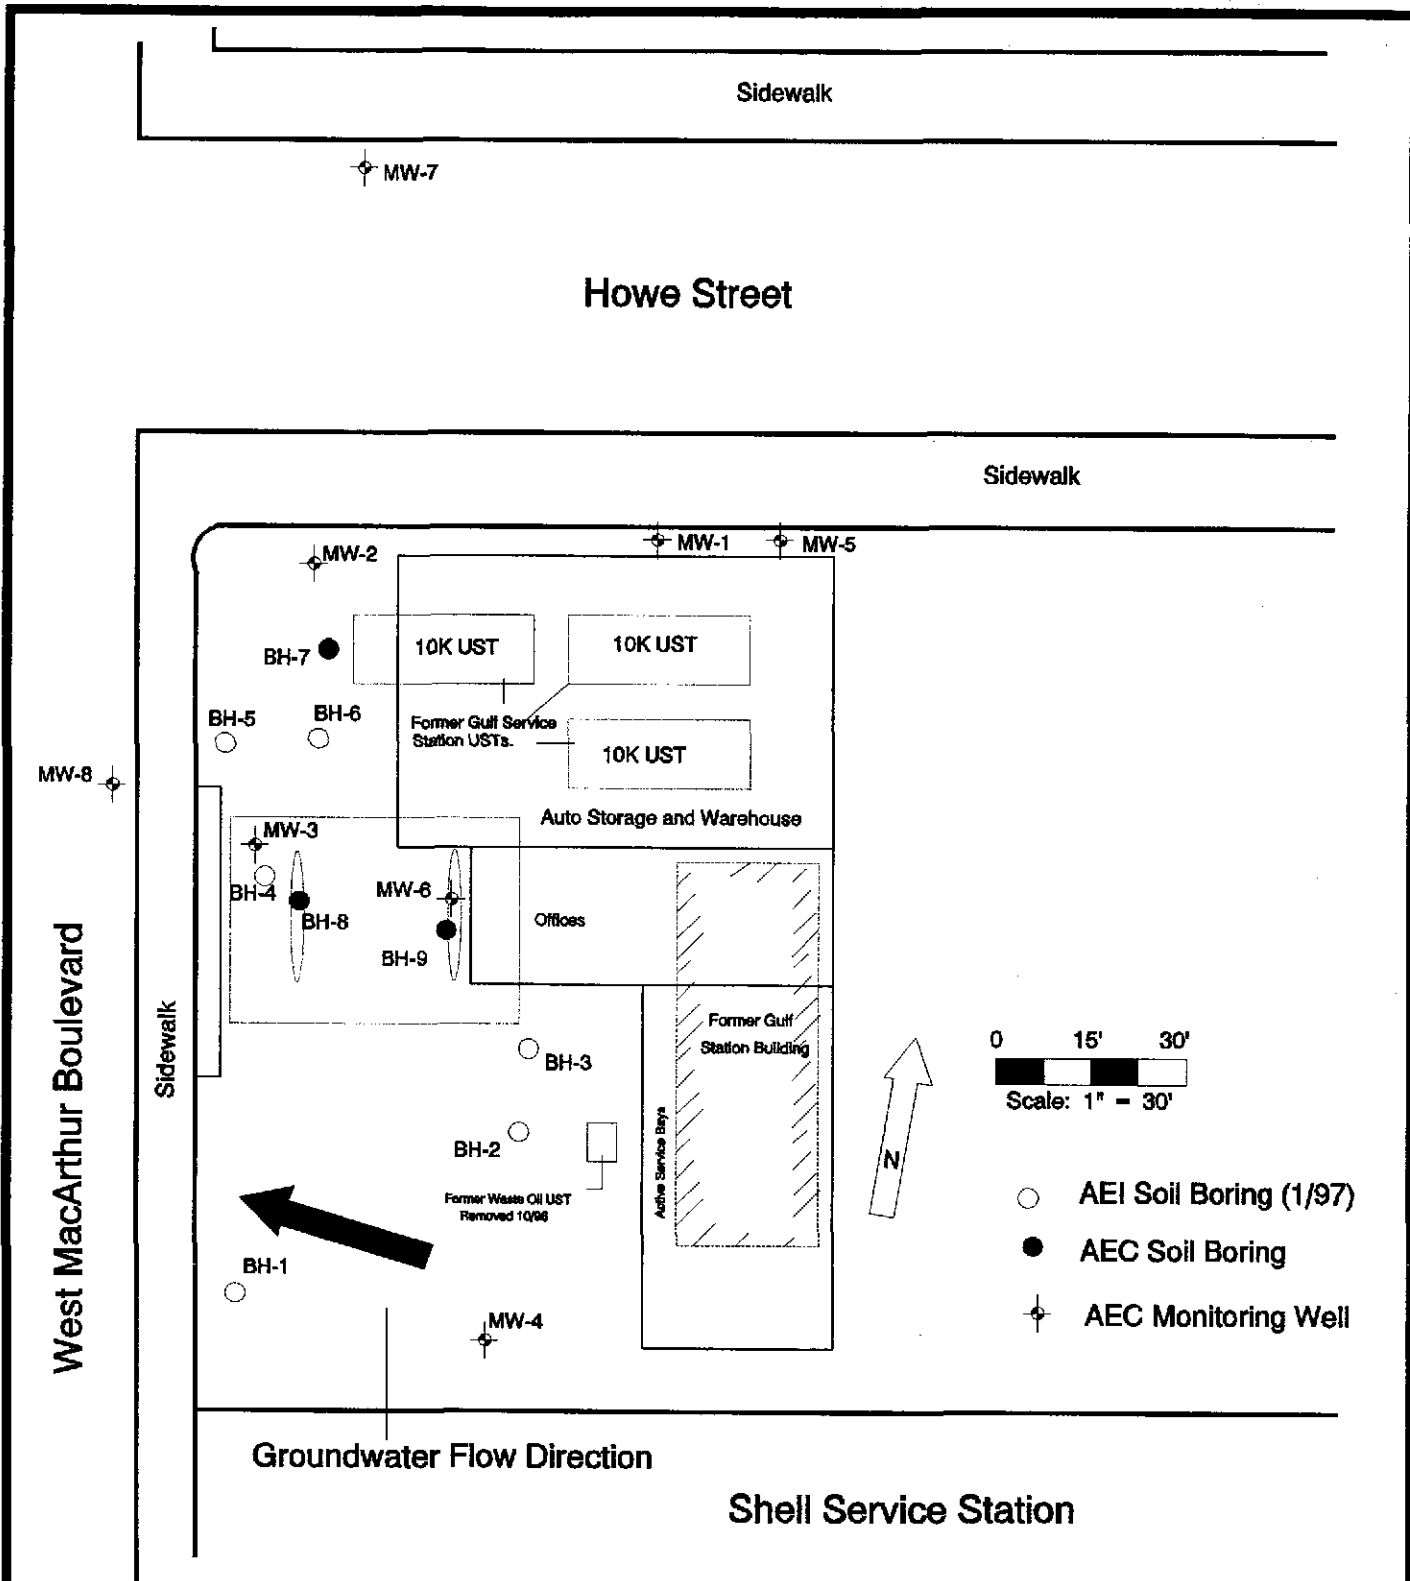 Sidewalk
MW-7
Howe Street
Sidewalk
MW-1
MW-5
MW-2
10K UST
10K UST
BH-7
BH-5
BH-6
Former Gulf Service
Station USTs.
10K UST
MW-8
Auto Storage and Warehouse
MW-3
BH-4
MW-6
BH-8
Offices
BH-9
West MacArthur Boulevard
Sidewalk
Former Gulf
Station Building
BH-3
0 15' 30'
Scale: 1" = 30'
BH-2
Active Service Bays
N
Former Waste Oil UST
Removed 10/96
AEI Soil Boring (1/97)
AEC Soil Boring
BH-1
MW-4
AEC Monitoring Well
Groundwater Flow Direction
Shell Service Station